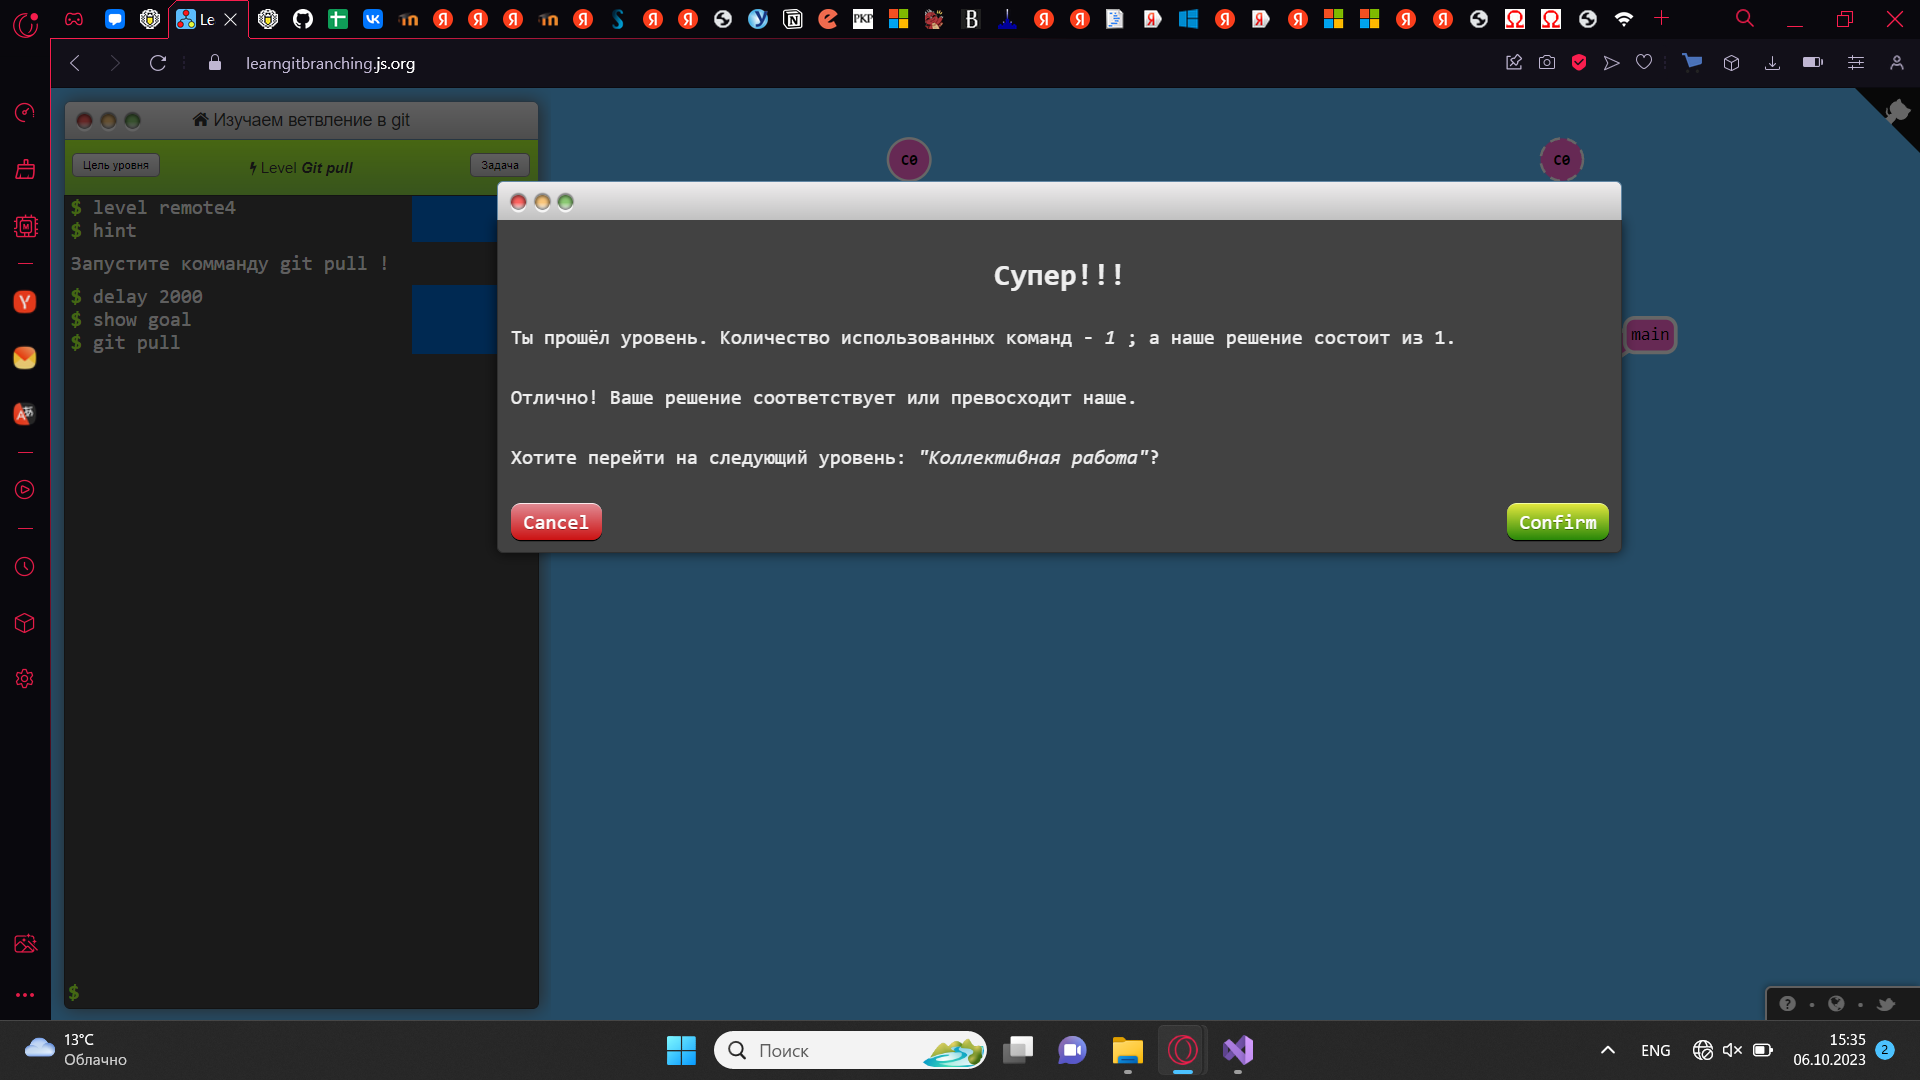 Le
learngitbranching.js.org
Изучаем ветвление в git
Цель уровня
Level Git pull
Задача
$ level remote4
$ hint
Запустите комманду git pull !
$ delay 2000
$ show goal
$ git pull
$
C0
C0
main
Супер!!!
Ты прошёл уровень. Количество использованных команд - 1 ; а наше решение состоит из 1.
Отлично! Ваше решение соответствует или превосходит наше.
Хотите перейти на следующий уровень: "Коллективная работа"?
Cancel
Confirm
13°C
Облачно
Поиск
ENG
15:35
06.10.2023
2